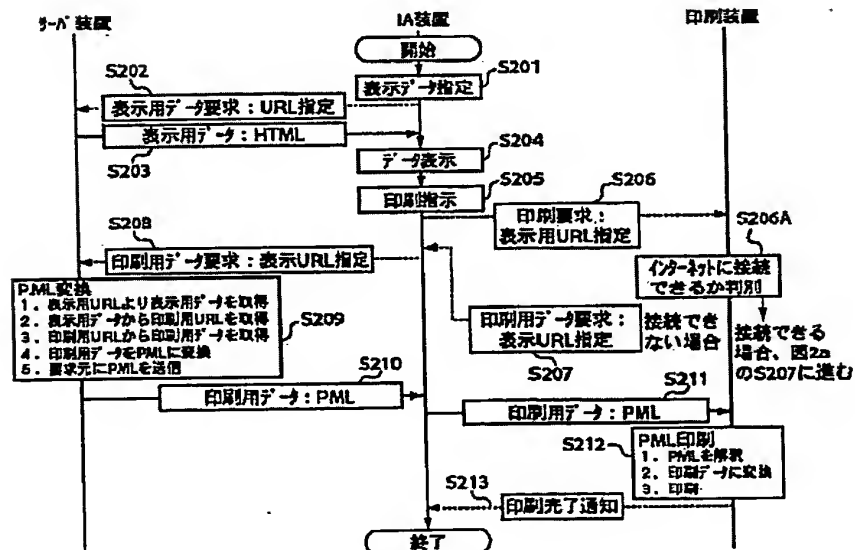 サーバ装置
IA装置
印刷装置
開始
S201
表示データ指定
S202
表示用データ要求：URL指定
表示用データ：HTML
S203
S204
データ表示
S205
印刷指示
S206
印刷要求：
表示用URL指定
S206A
インターネットに接続
できるか判別
S208
印刷用データ要求：表示URL指定
印刷用データ要求：
表示URL指定
S207
接続でき
ない場合
接続できる
場合、図2a
のS207に進む
PML変換
1．表示用URLより表示用データを取得
2．表示用データから印刷用URLを取得
3．印刷用URLから印刷用データを取得
4．印刷用データをPMLに変換
5．要求元にPMLを送信
S209
S210
印刷用データ：PML
S211
印刷用データ：PML
S212
PML印刷
1．PMLを解釈
2．印刷データに変換
3．印刷
S213
印刷完了通知
終了